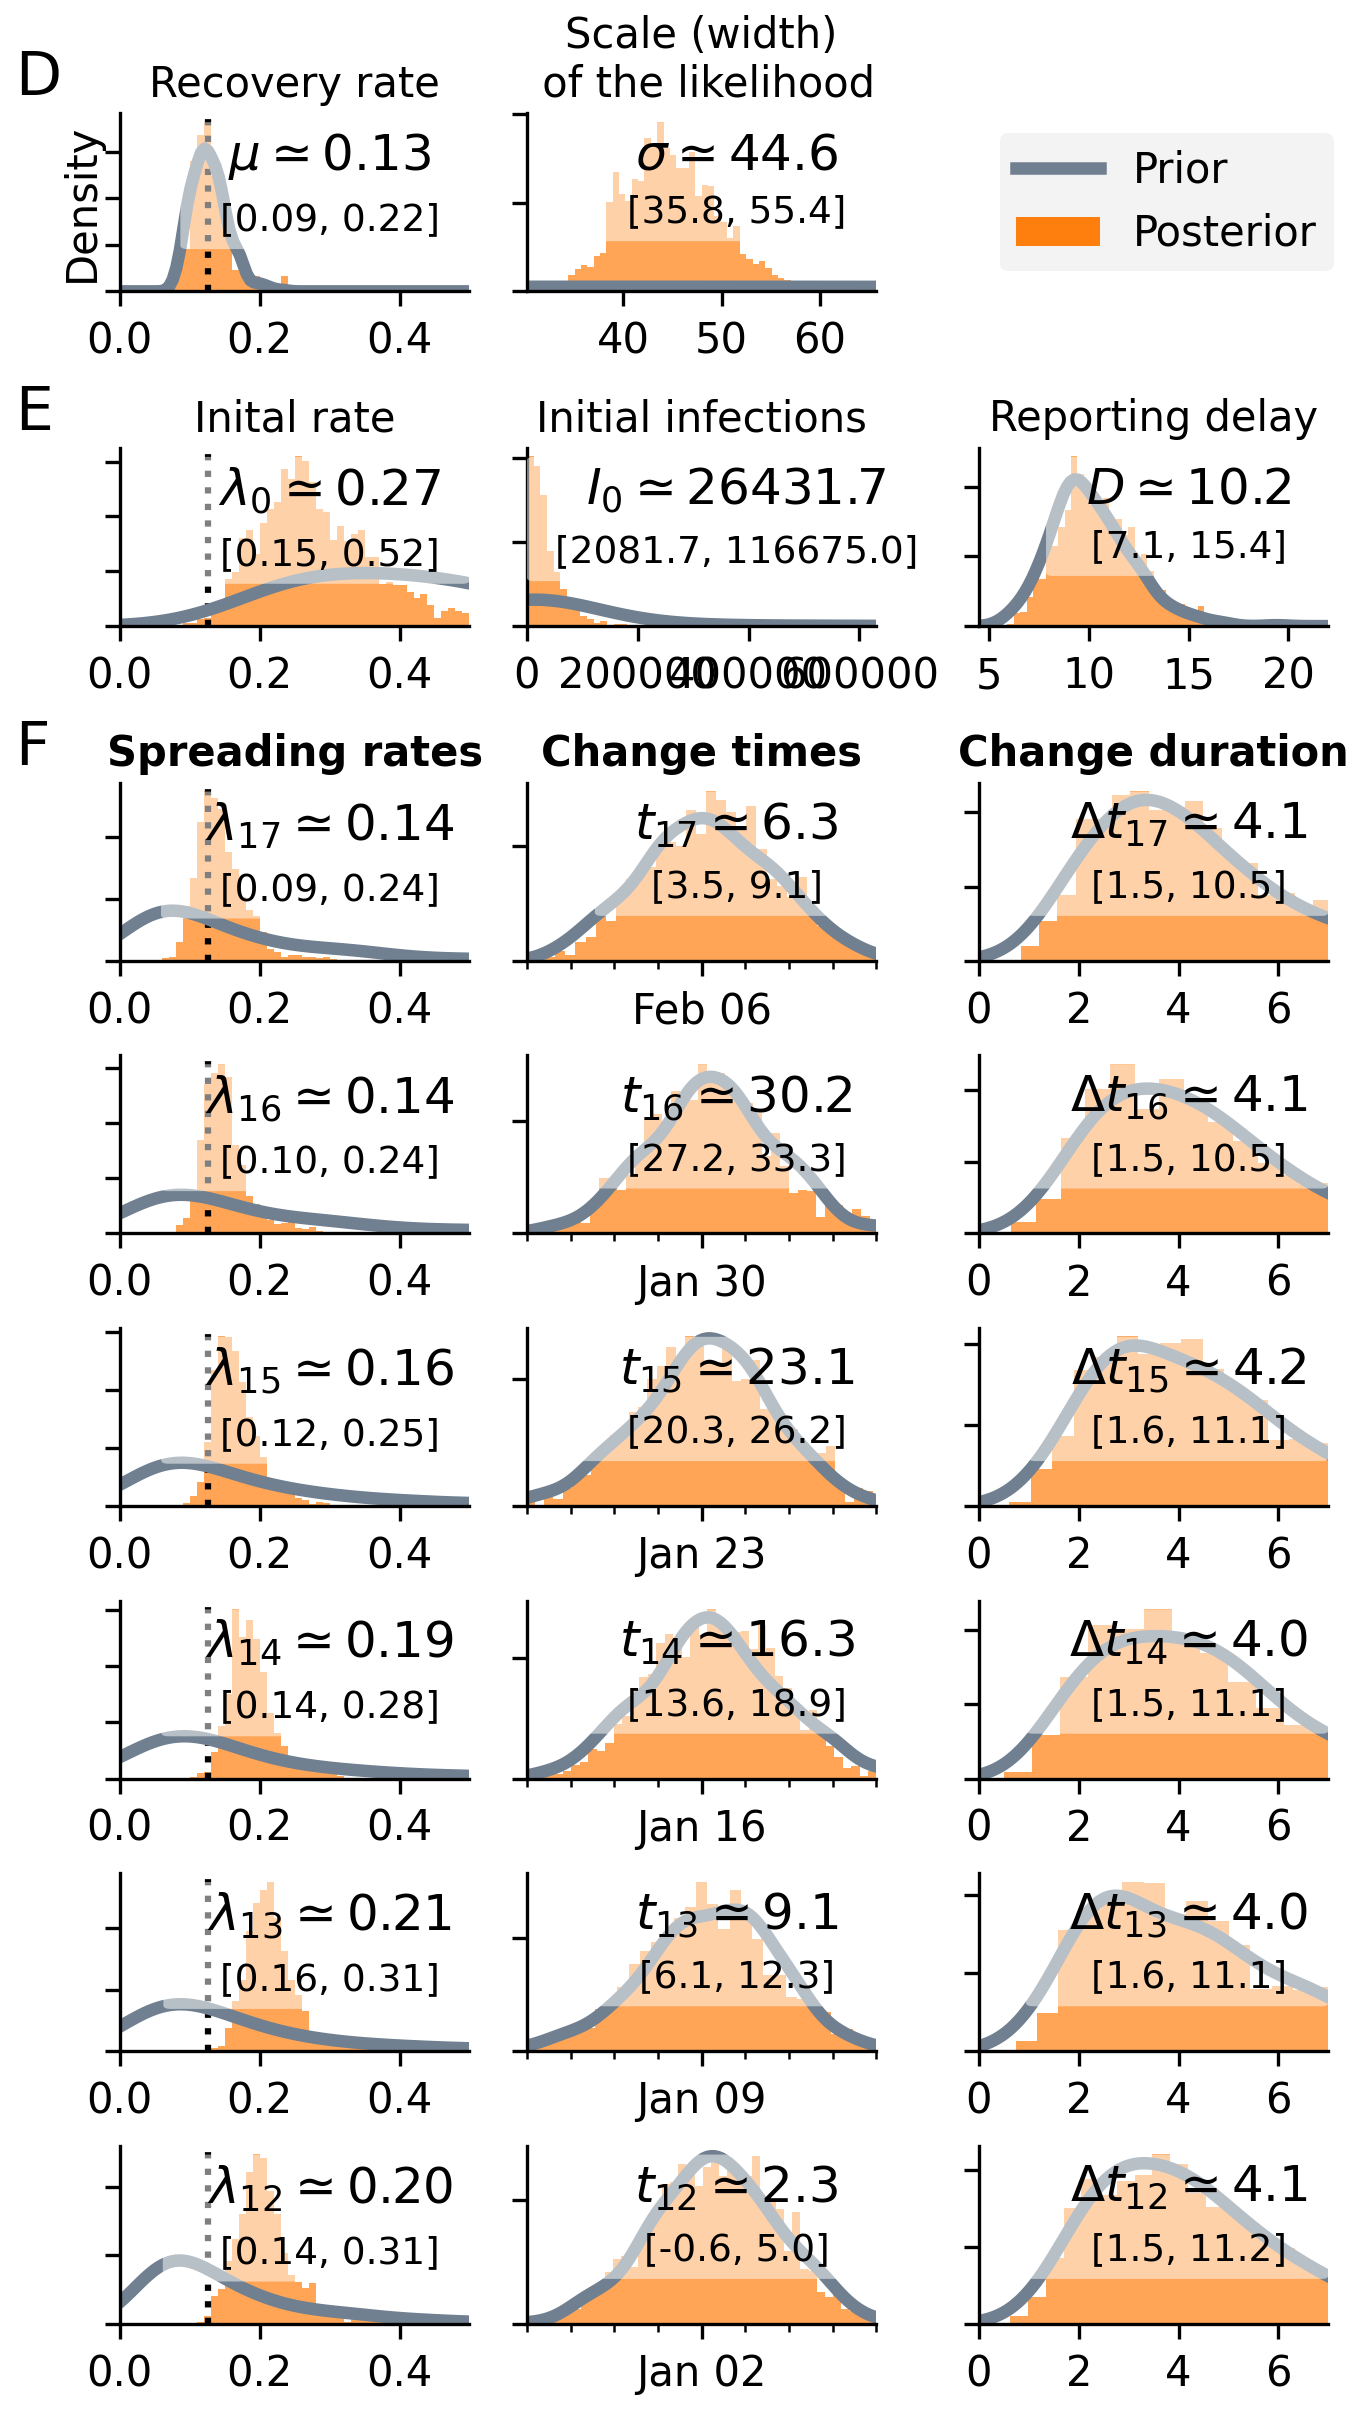 D
Recovery rate
Scale (width)
of the likelihood
Density
μ ≃ 0.13
[0.09, 0.22]
0.0 0.2 0.4
σ ≃ 44.6
[35.8, 55.4]
40 50 60
Prior
Posterior
E
Inital rate
λ0 ≃ 0.27
[0.15, 0.52]
0.0 0.2 0.4
Initial infections
I0 ≃ 26431.7
[2081.7, 116675.0]
0 200000 400000 600000
Reporting delay
D ≃ 10.2
[7.1, 15.4]
5 10 15 20
F
Spreading rates
Change times
Change duration
λ17 ≃ 0.14
[0.09, 0.24]
0.0 0.2 0.4
t17 ≃ 6.3
[3.5, 9.1]
Feb 06
Δt17 ≃ 4.1
[1.5, 10.5]
0 2 4 6
λ16 ≃ 0.14
[0.10, 0.24]
0.0 0.2 0.4
t16 ≃ 30.2
[27.2, 33.3]
Jan 30
Δt16 ≃ 4.1
[1.5, 10.5]
0 2 4 6
λ15 ≃ 0.16
[0.12, 0.25]
0.0 0.2 0.4
t15 ≃ 23.1
[20.3, 26.2]
Jan 23
Δt15 ≃ 4.2
[1.6, 11.1]
0 2 4 6
λ14 ≃ 0.19
[0.14, 0.28]
0.0 0.2 0.4
t14 ≃ 16.3
[13.6, 18.9]
Jan 16
Δt14 ≃ 4.0
[1.5, 11.1]
0 2 4 6
λ13 ≃ 0.21
[0.16, 0.31]
0.0 0.2 0.4
t13 ≃ 9.1
[6.1, 12.3]
Jan 09
Δt13 ≃ 4.0
[1.6, 11.1]
0 2 4 6
λ12 ≃ 0.20
[0.14, 0.31]
0.0 0.2 0.4
t12 ≃ 2.3
[-0.6, 5.0]
Jan 02
Δt12 ≃ 4.1
[1.5, 11.2]
0 2 4 6